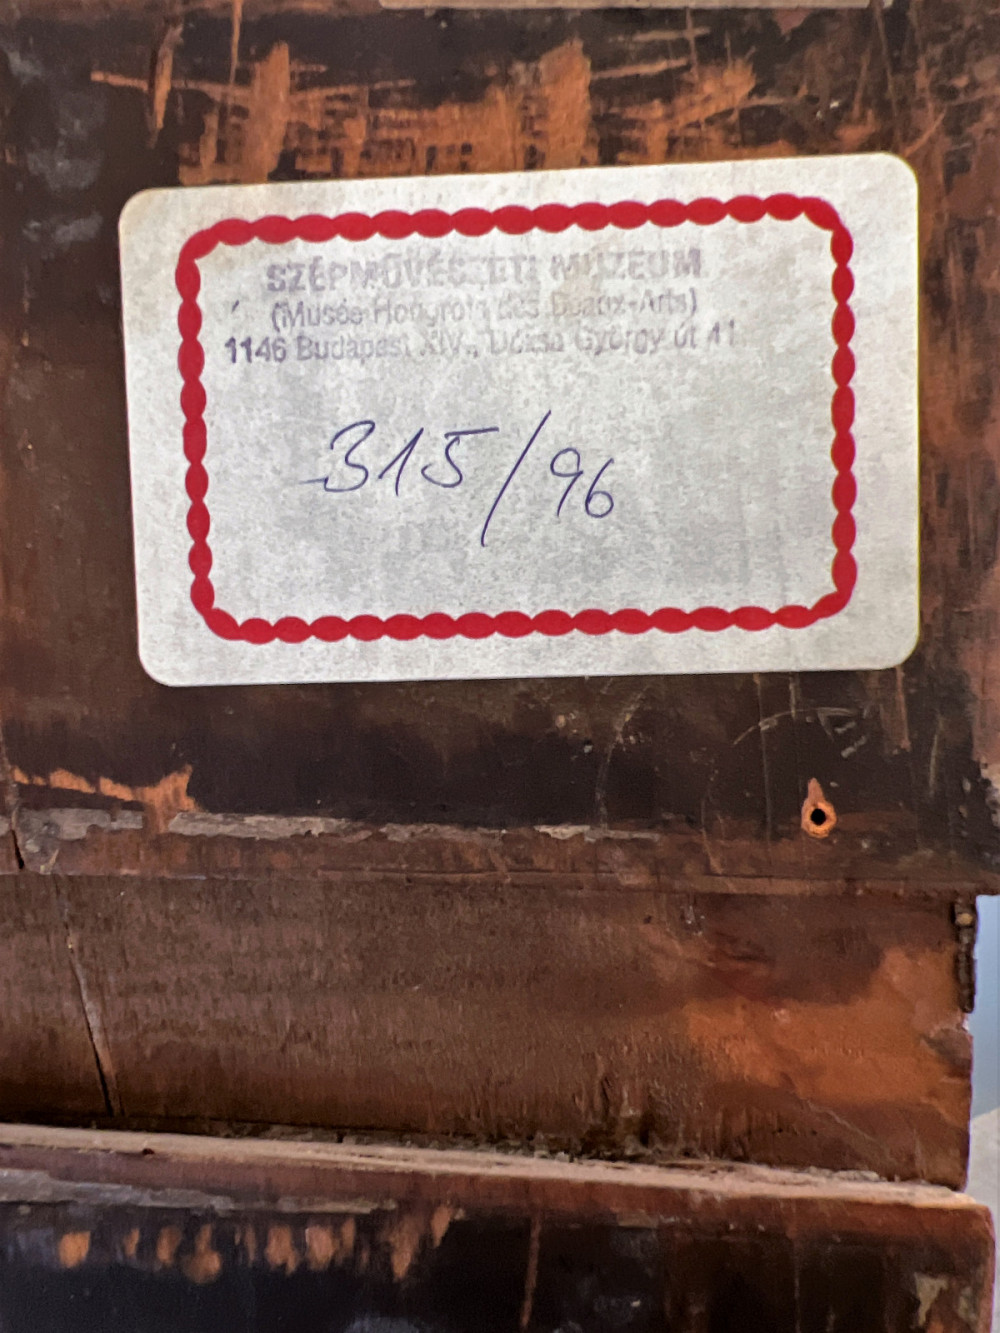 SZÉPMŰVÉSZETI MÚZEUM
(Musée Hongrois des Beaux-Arts)
1146 Budapest XIV., Dózsa György út 41
315/96